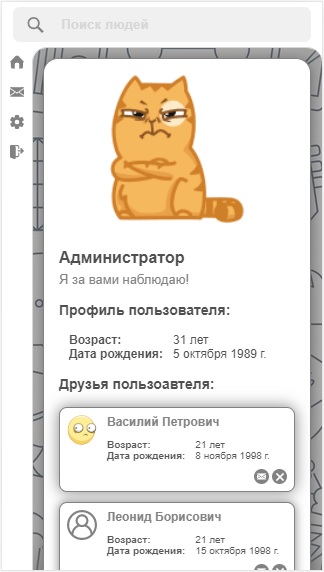 Поиск людей
Администратор
Я за вами наблюдаю!
Профиль пользователя:
Возраст: 31 лет
Дата рождения: 5 октября 1989 г.
Друзья пользоавтеля:
Василий Петрович
Возраст: 21 лет
Дата рождения: 8 ноября 1998 г.
Леонид Борисович
Возраст: 21 лет
Дата рождения: 15 октября 1998 г.